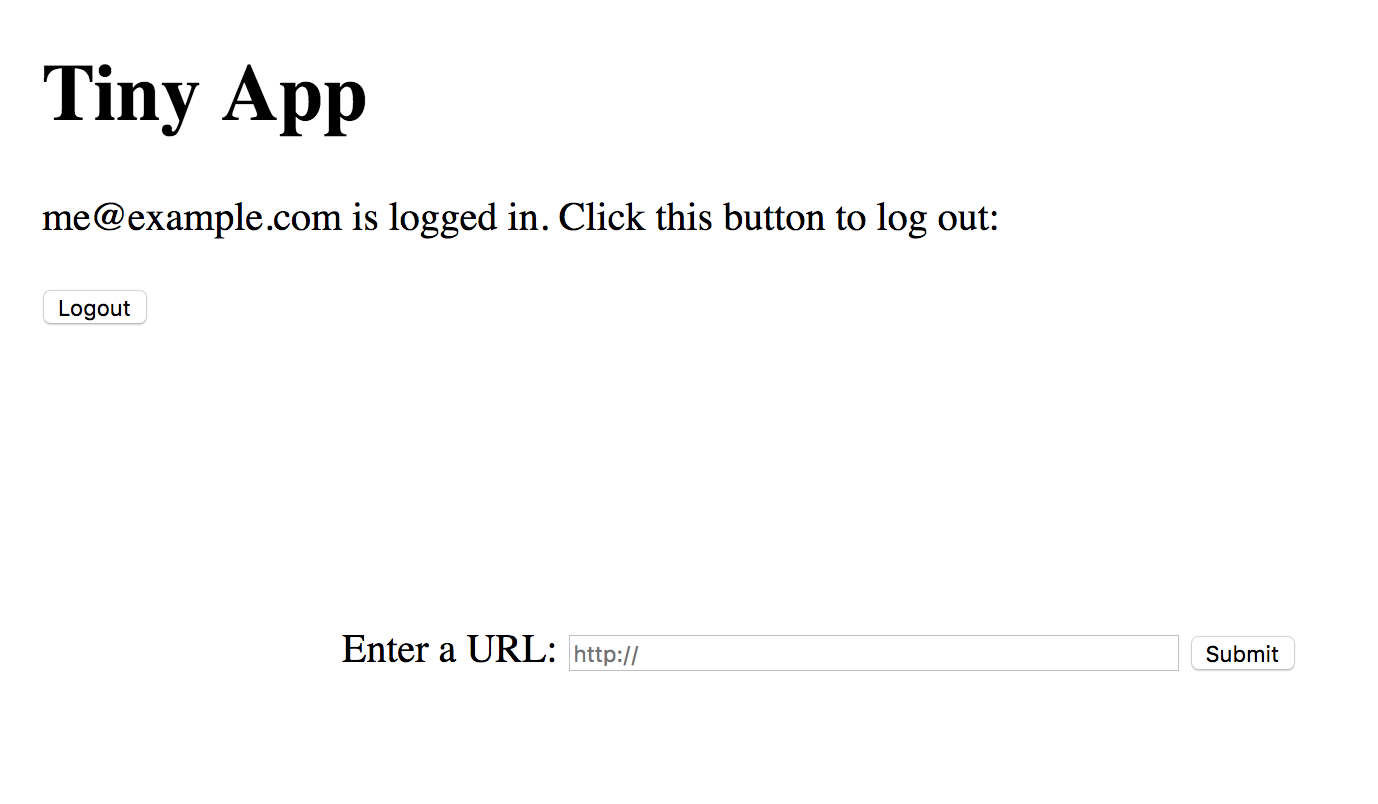 Tiny App
me@example.com is logged in. Click this button to log out:
Logout
Enter a URL: http:// Submit